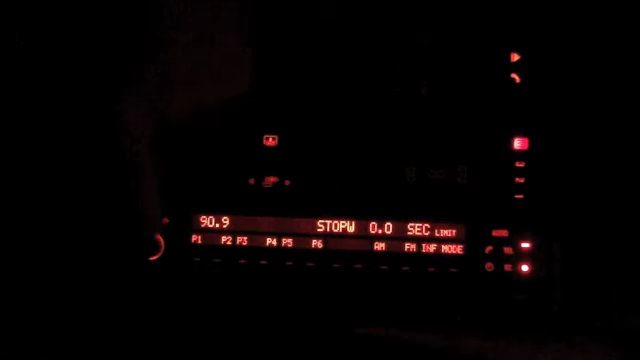 90.9 STOPW 0.0 SEC LIMIT
P1 P2 P3 P4 P5 P6 AM FM INF MODE
E